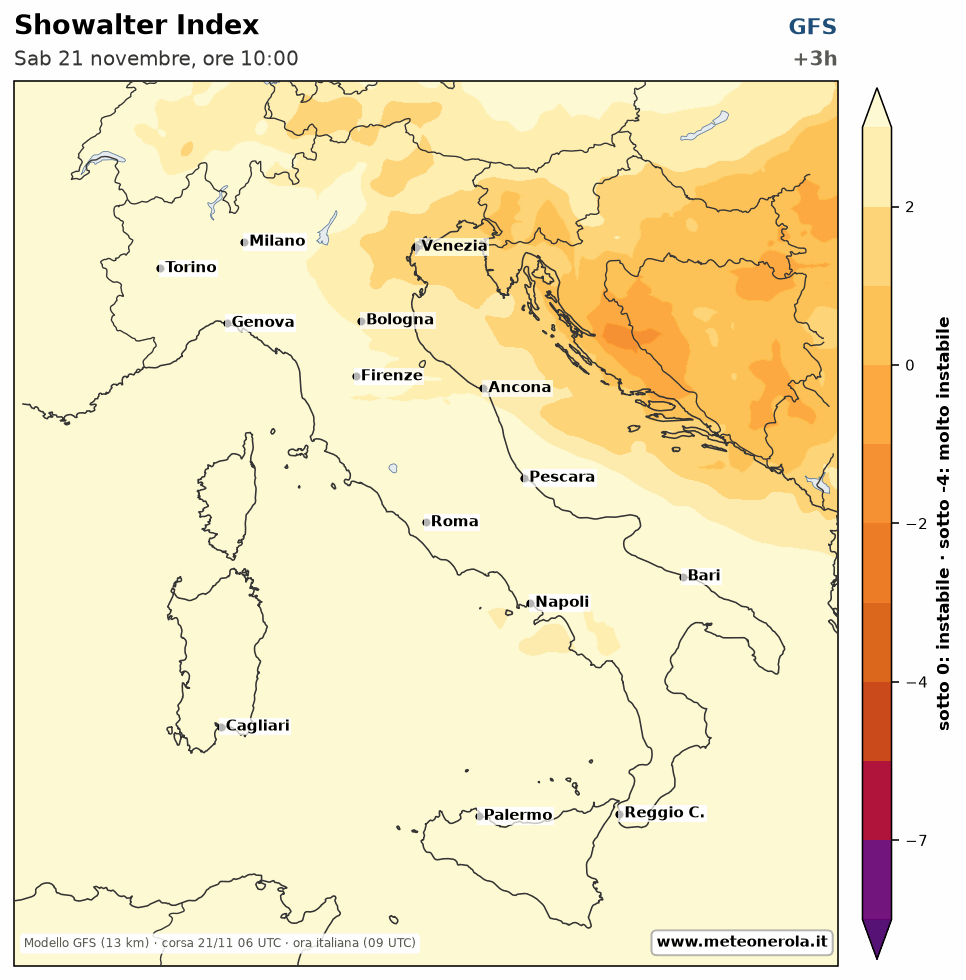 Showalter Index
GFS
Sab 21 novembre, ore 10:00
+3h
Milano
Venezia
Torino
Genova
Bologna
Firenze
Ancona
Pescara
Roma
Bari
Napoli
Cagliari
Palermo
Reggio C.
2
0
−2
−4
−7
sotto 0: instabile · sotto -4: molto instabile
Modello GFS (13 km) · corsa 21/11 06 UTC · ora italiana (09 UTC)
www.meteonerola.it